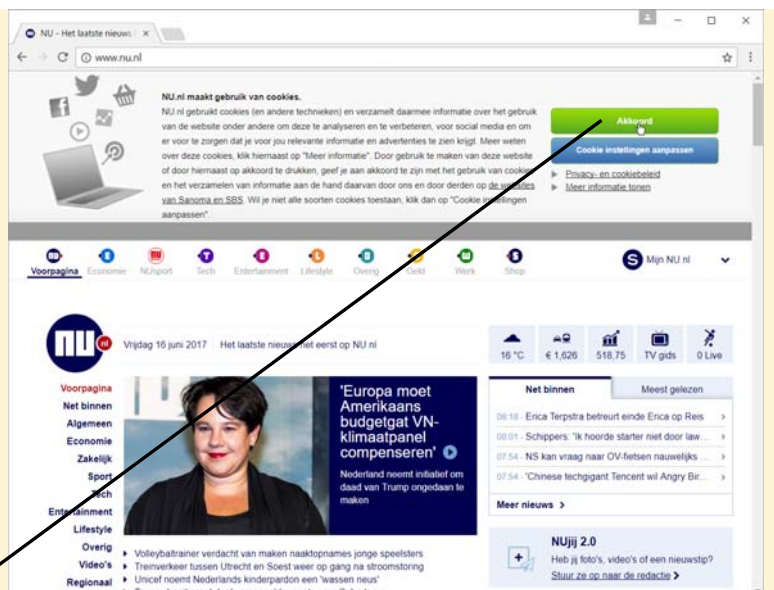 NU - Het laatste nieuws
www.nu.nl
NU.nl maakt gebruik van cookies.
NU.nl gebruikt cookies (en andere technieken) en verzamelt daarmee informatie over het gebruik
van de website onder andere om deze te analyseren en te verbeteren, voor social media en om
er voor te zorgen dat je voor jou relevante informatie en advertenties te zien krijgt. Meer weten
over deze cookies, klik hiernaast op "Meer informatie". Door gebruik te maken van deze website
of door hiernaast op akkoord te drukken, geef je aan akkoord te zijn met het gebruik van cookies
en het verzamelen van informatie aan de hand daarvan door ons en door derden op de websites
van Sanoma en SBS. Wil je niet alle soorten cookies toestaan, klik dan op "Cookie instellingen
aanpassen".
Akkoord
Cookie instellingen aanpassen
Privacy- en cookiebeleid
Meer informatie tonen
Voorpagina Economie NUsport Tech Entertainment Lifestyle Overig Geld Werk Shop
S Mijn NU.nl
NU nl
Vrijdag 16 juni 2017 Het laatste nieuws het eerst op NU nl
16 °C € 1,626 518,75 TV gids 0 Live
Voorpagina
Net binnen
Algemeen
Economie
Zakelijk
Sport
Tech
Entertainment
Lifestyle
Overig
Video's
Regionaal
'Europa moet
Amerikaans
budgetgat VN-
klimaatpanel
compenseren'
Nederland neemt initiatief om
daad van Trump ongedaan te
maken
Volleybaltrainer verdacht van maken naaktopnames jonge speelsters
Treinverkeer tussen Utrecht en Soest weer op gang na stroomstoring
Unicef noemt Nederlands kinderpardon een 'wassen neus'
Net binnen Meest gelezen
08:18 - Erica Terpstra betreurt einde Erica op Reis
08:01 - Schippers: 'Ik hoorde starter niet door law...
07:54 - NS kan vraag naar OV-fietsen nauwelijks ...
07:54 - 'Chinese techgigant Tencent wil Angry Bir...
Meer nieuws
NUjij 2.0
Heb jij foto's, video's of een nieuwstip?
Stuur ze op naar de redactie